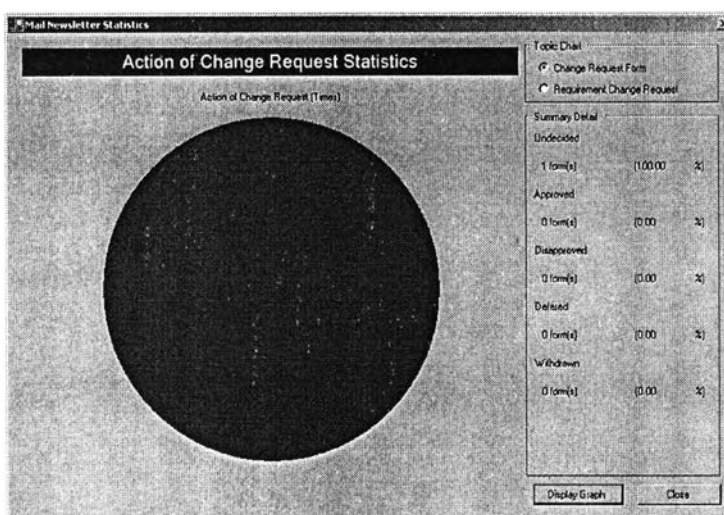 Mail Newsletter Statistics
Action of Change Request Statistics
Action of Change Request (Times)
Topic Chart
Change Request Form
Requirement Change Request
Summary Detail
Undecided
1 form(s) (100.00 %)
Approved
0 form(s) (0.00 %)
Disapproved
0 form(s) (0.00 %)
Defered
0 form(s) (0.00 %)
Withdrawn
0 form(s) (0.00 %)
Display Graph
Close